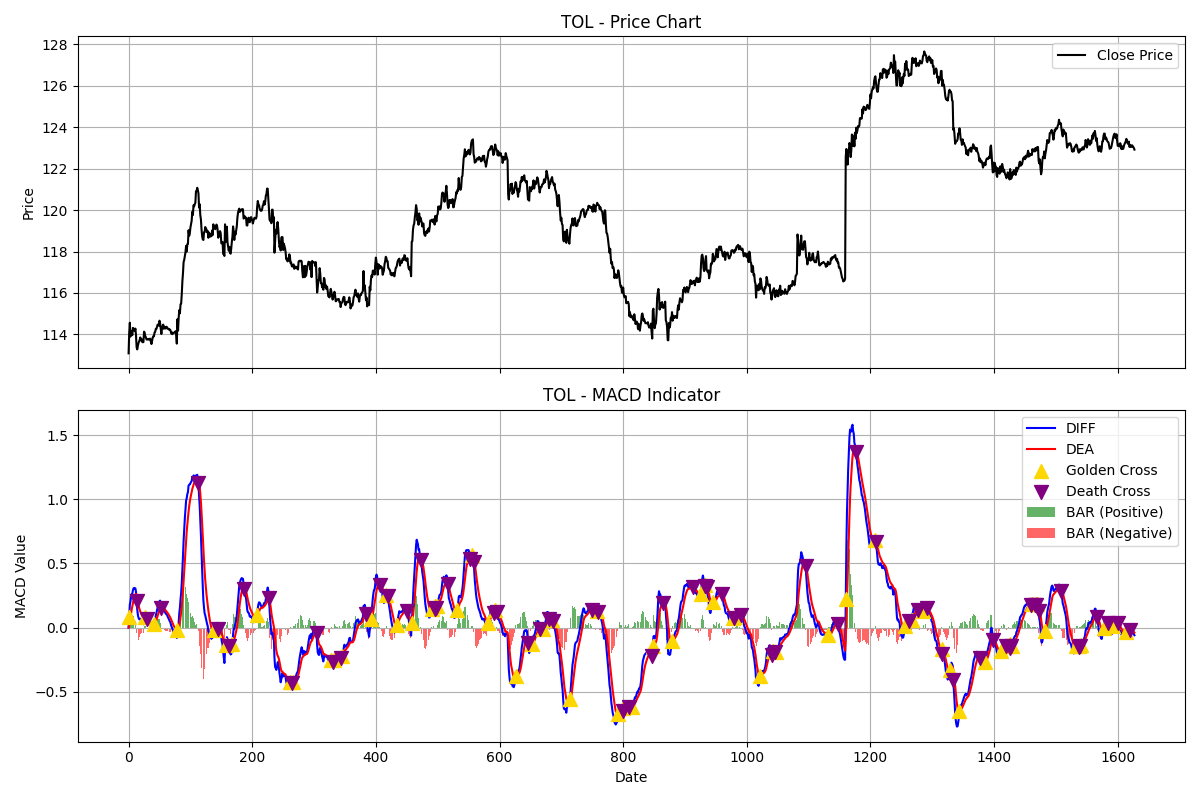 TOL - Price Chart
Price
128
126
124
122
120
118
116
114
Close Price
TOL - MACD Indicator
MACD Value
1.5
1.0
0.5
0.0
−0.5
DIFF
DEA
Golden Cross
Death Cross
BAR (Positive)
BAR (Negative)
0 200 400 600 800 1000 1200 1400 1600
Date